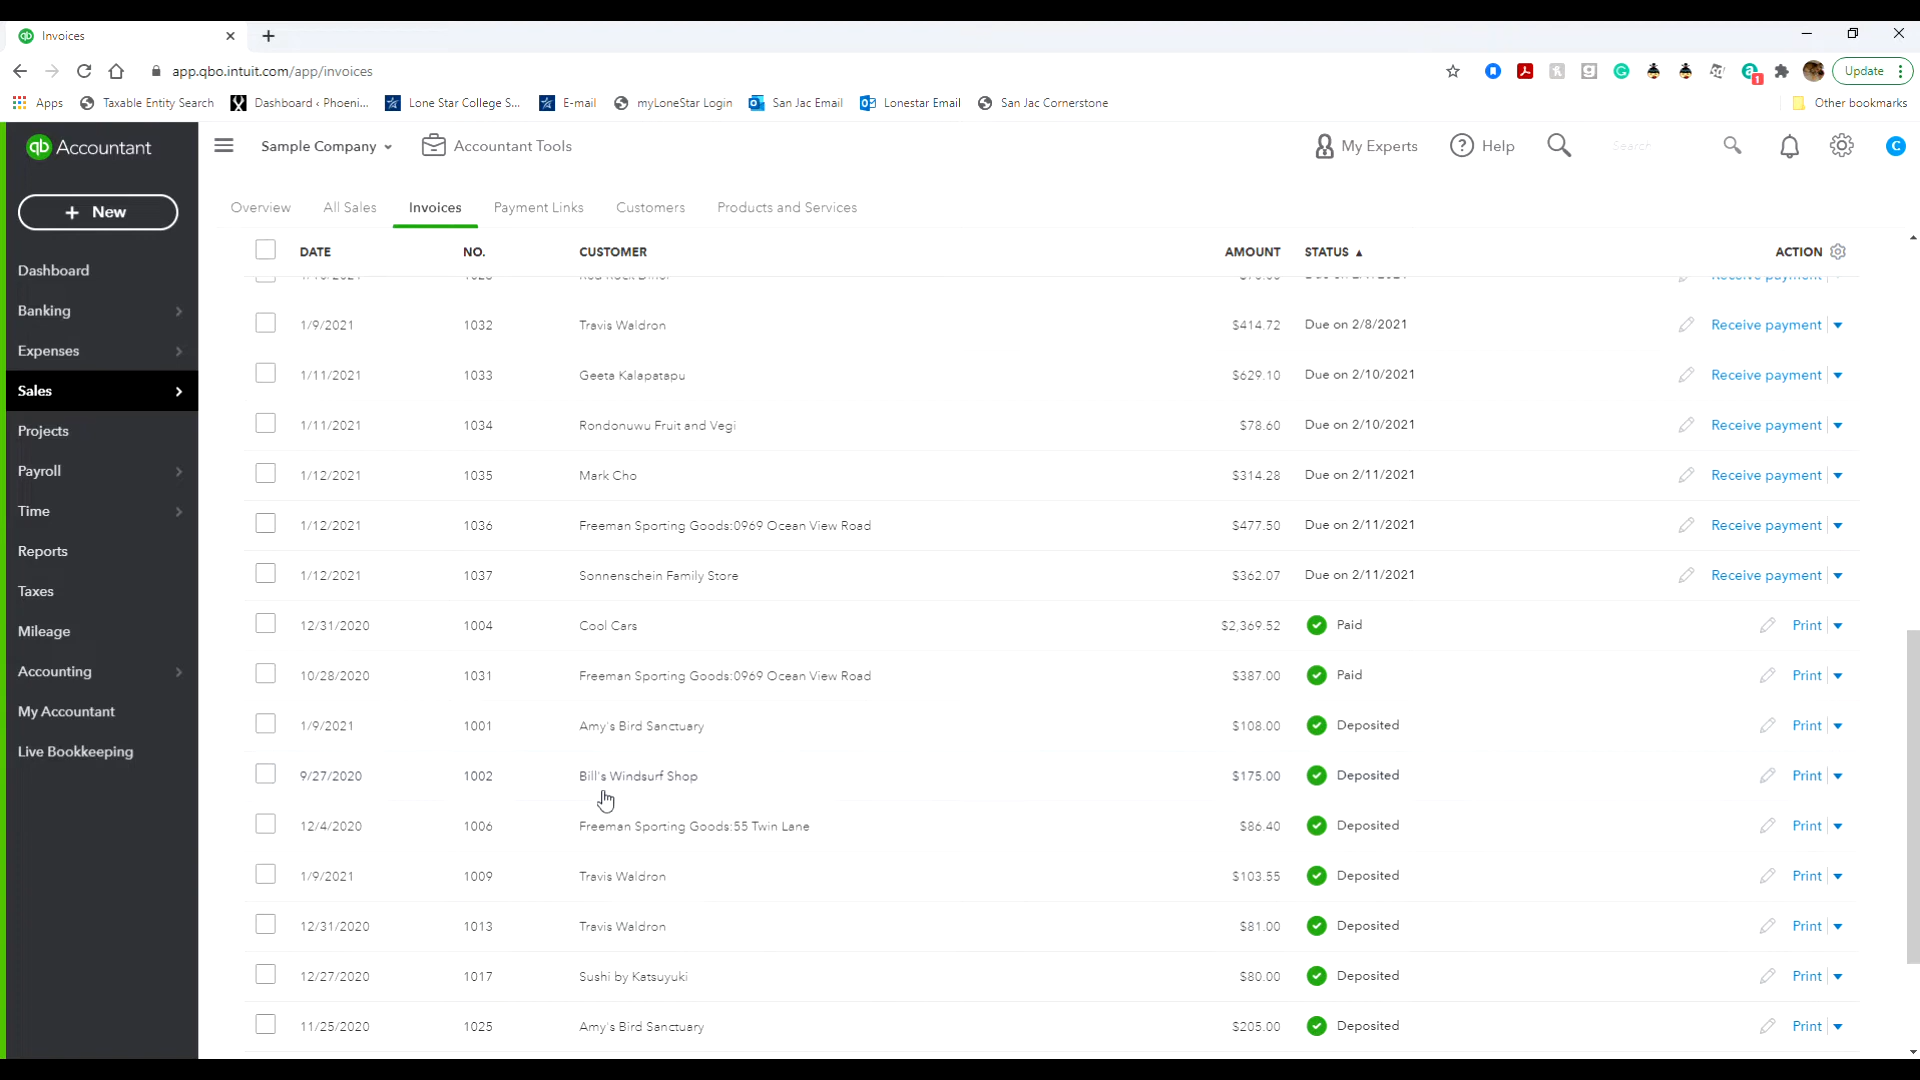 Invoices
app.qbo.intuit.com/app/invoices
Update
Apps Taxable Entity Search Dashboard ‹ Phoeni... Lone Star College S... E-mail myLoneStar Login San Jac Email Lonestar Email San Jac Cornerstone Other bookmarks
qb Accountant Sample Company Accountant Tools My Experts Help Search C
+ New
Overview All Sales Invoices Payment Links Customers Products and Services
DATE NO. CUSTOMER AMOUNT STATUS ACTION
Dashboard
Banking
Expenses
Sales
Projects
Payroll
Time
Reports
Taxes
Mileage
Accounting
My Accountant
Live Bookkeeping
1/9/2021 1032 Travis Waldron $414.72 Due on 2/8/2021 Receive payment
1/11/2021 1033 Geeta Kalapatapu $629.10 Due on 2/10/2021 Receive payment
1/11/2021 1034 Rondonuwu Fruit and Vegi $78.60 Due on 2/10/2021 Receive payment
1/12/2021 1035 Mark Cho $314.28 Due on 2/11/2021 Receive payment
1/12/2021 1036 Freeman Sporting Goods:0969 Ocean View Road $477.50 Due on 2/11/2021 Receive payment
1/12/2021 1037 Sonnenschein Family Store $362.07 Due on 2/11/2021 Receive payment
12/31/2020 1004 Cool Cars $2,369.52 Paid Print
10/28/2020 1031 Freeman Sporting Goods:0969 Ocean View Road $387.00 Paid Print
1/9/2021 1001 Amy's Bird Sanctuary $108.00 Deposited Print
9/27/2020 1002 Bill's Windsurf Shop $175.00 Deposited Print
12/4/2020 1006 Freeman Sporting Goods:55 Twin Lane $86.40 Deposited Print
1/9/2021 1009 Travis Waldron $103.55 Deposited Print
12/31/2020 1013 Travis Waldron $81.00 Deposited Print
12/27/2020 1017 Sushi by Katsuyuki $80.00 Deposited Print
11/25/2020 1025 Amy's Bird Sanctuary $205.00 Deposited Print